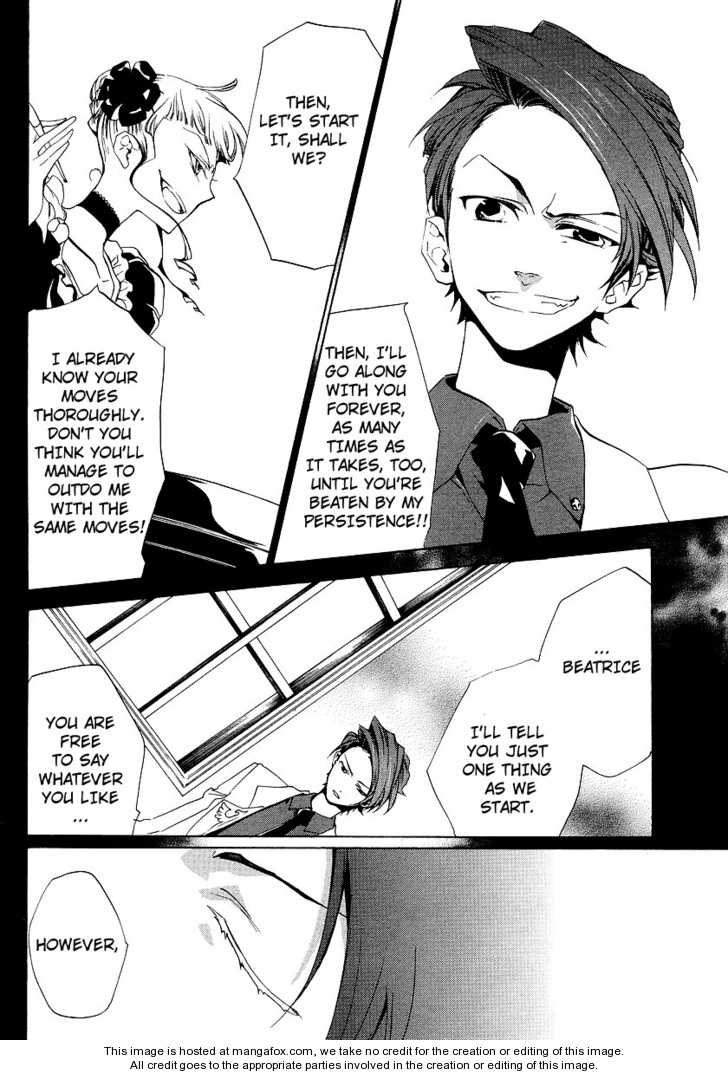 THEN, I'LL
GO ALONG
WITH YOU
FOREVER,
AS MANY
TIMES AS
IT TAKES, TOO,
UNTIL YOU'RE
BEATEN BY MY
PERSISTENCE!!
THEN,
LET'S START
IT, SHALL
WE?
I ALREADY
KNOW YOUR
MOVES
THOROUGHLY.
DON'T YOU
THINK YOU'LL
MANAGE TO
OUTDO ME
WITH THE
SAME MOVES!
...
BEATRICE
I'LL TELL
YOU JUST
ONE THING
AS WE
START.
YOU ARE
FREE
TO SAY
WHATEVER
YOU LIKE
...
HOWEVER,
This image is hosted at mangafox.com, we take no credit for the creation or editing of this image.
All credit goes to the appropriate parties involved in the creation or editing of this image.